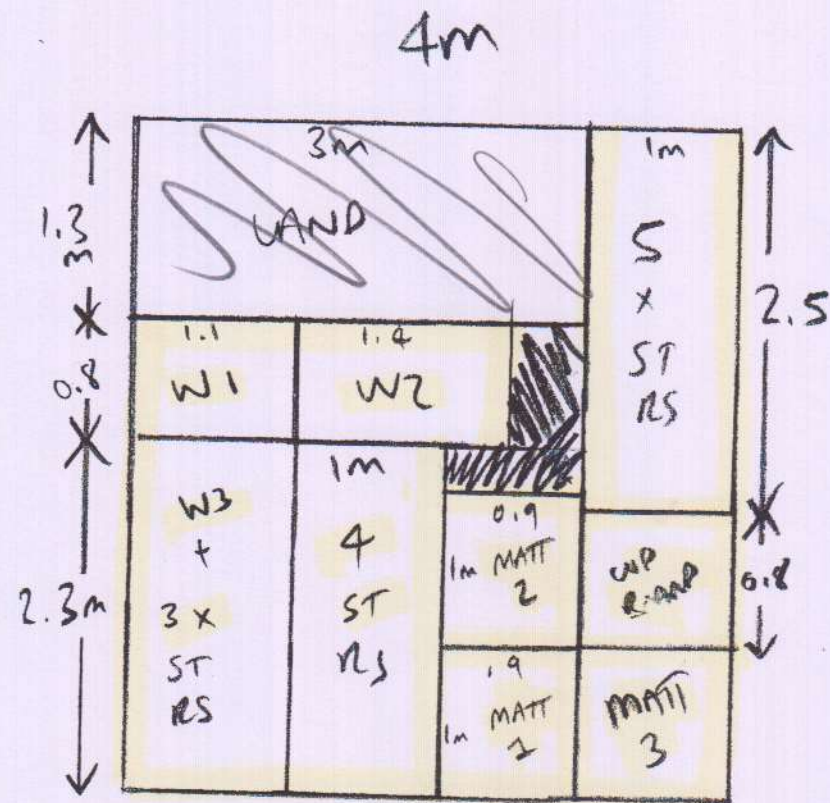 4m
3m
LAND
1.3
m
1m
5
x
ST
RS
2.5
0.8
1.1
W1
1.4
W2
2.3m
W3
+
3 x
ST
RS
1m
4
ST
RS
0.9
1m MATT
2
RAMP
0.8
.9
1m MATT
1
MATT
3